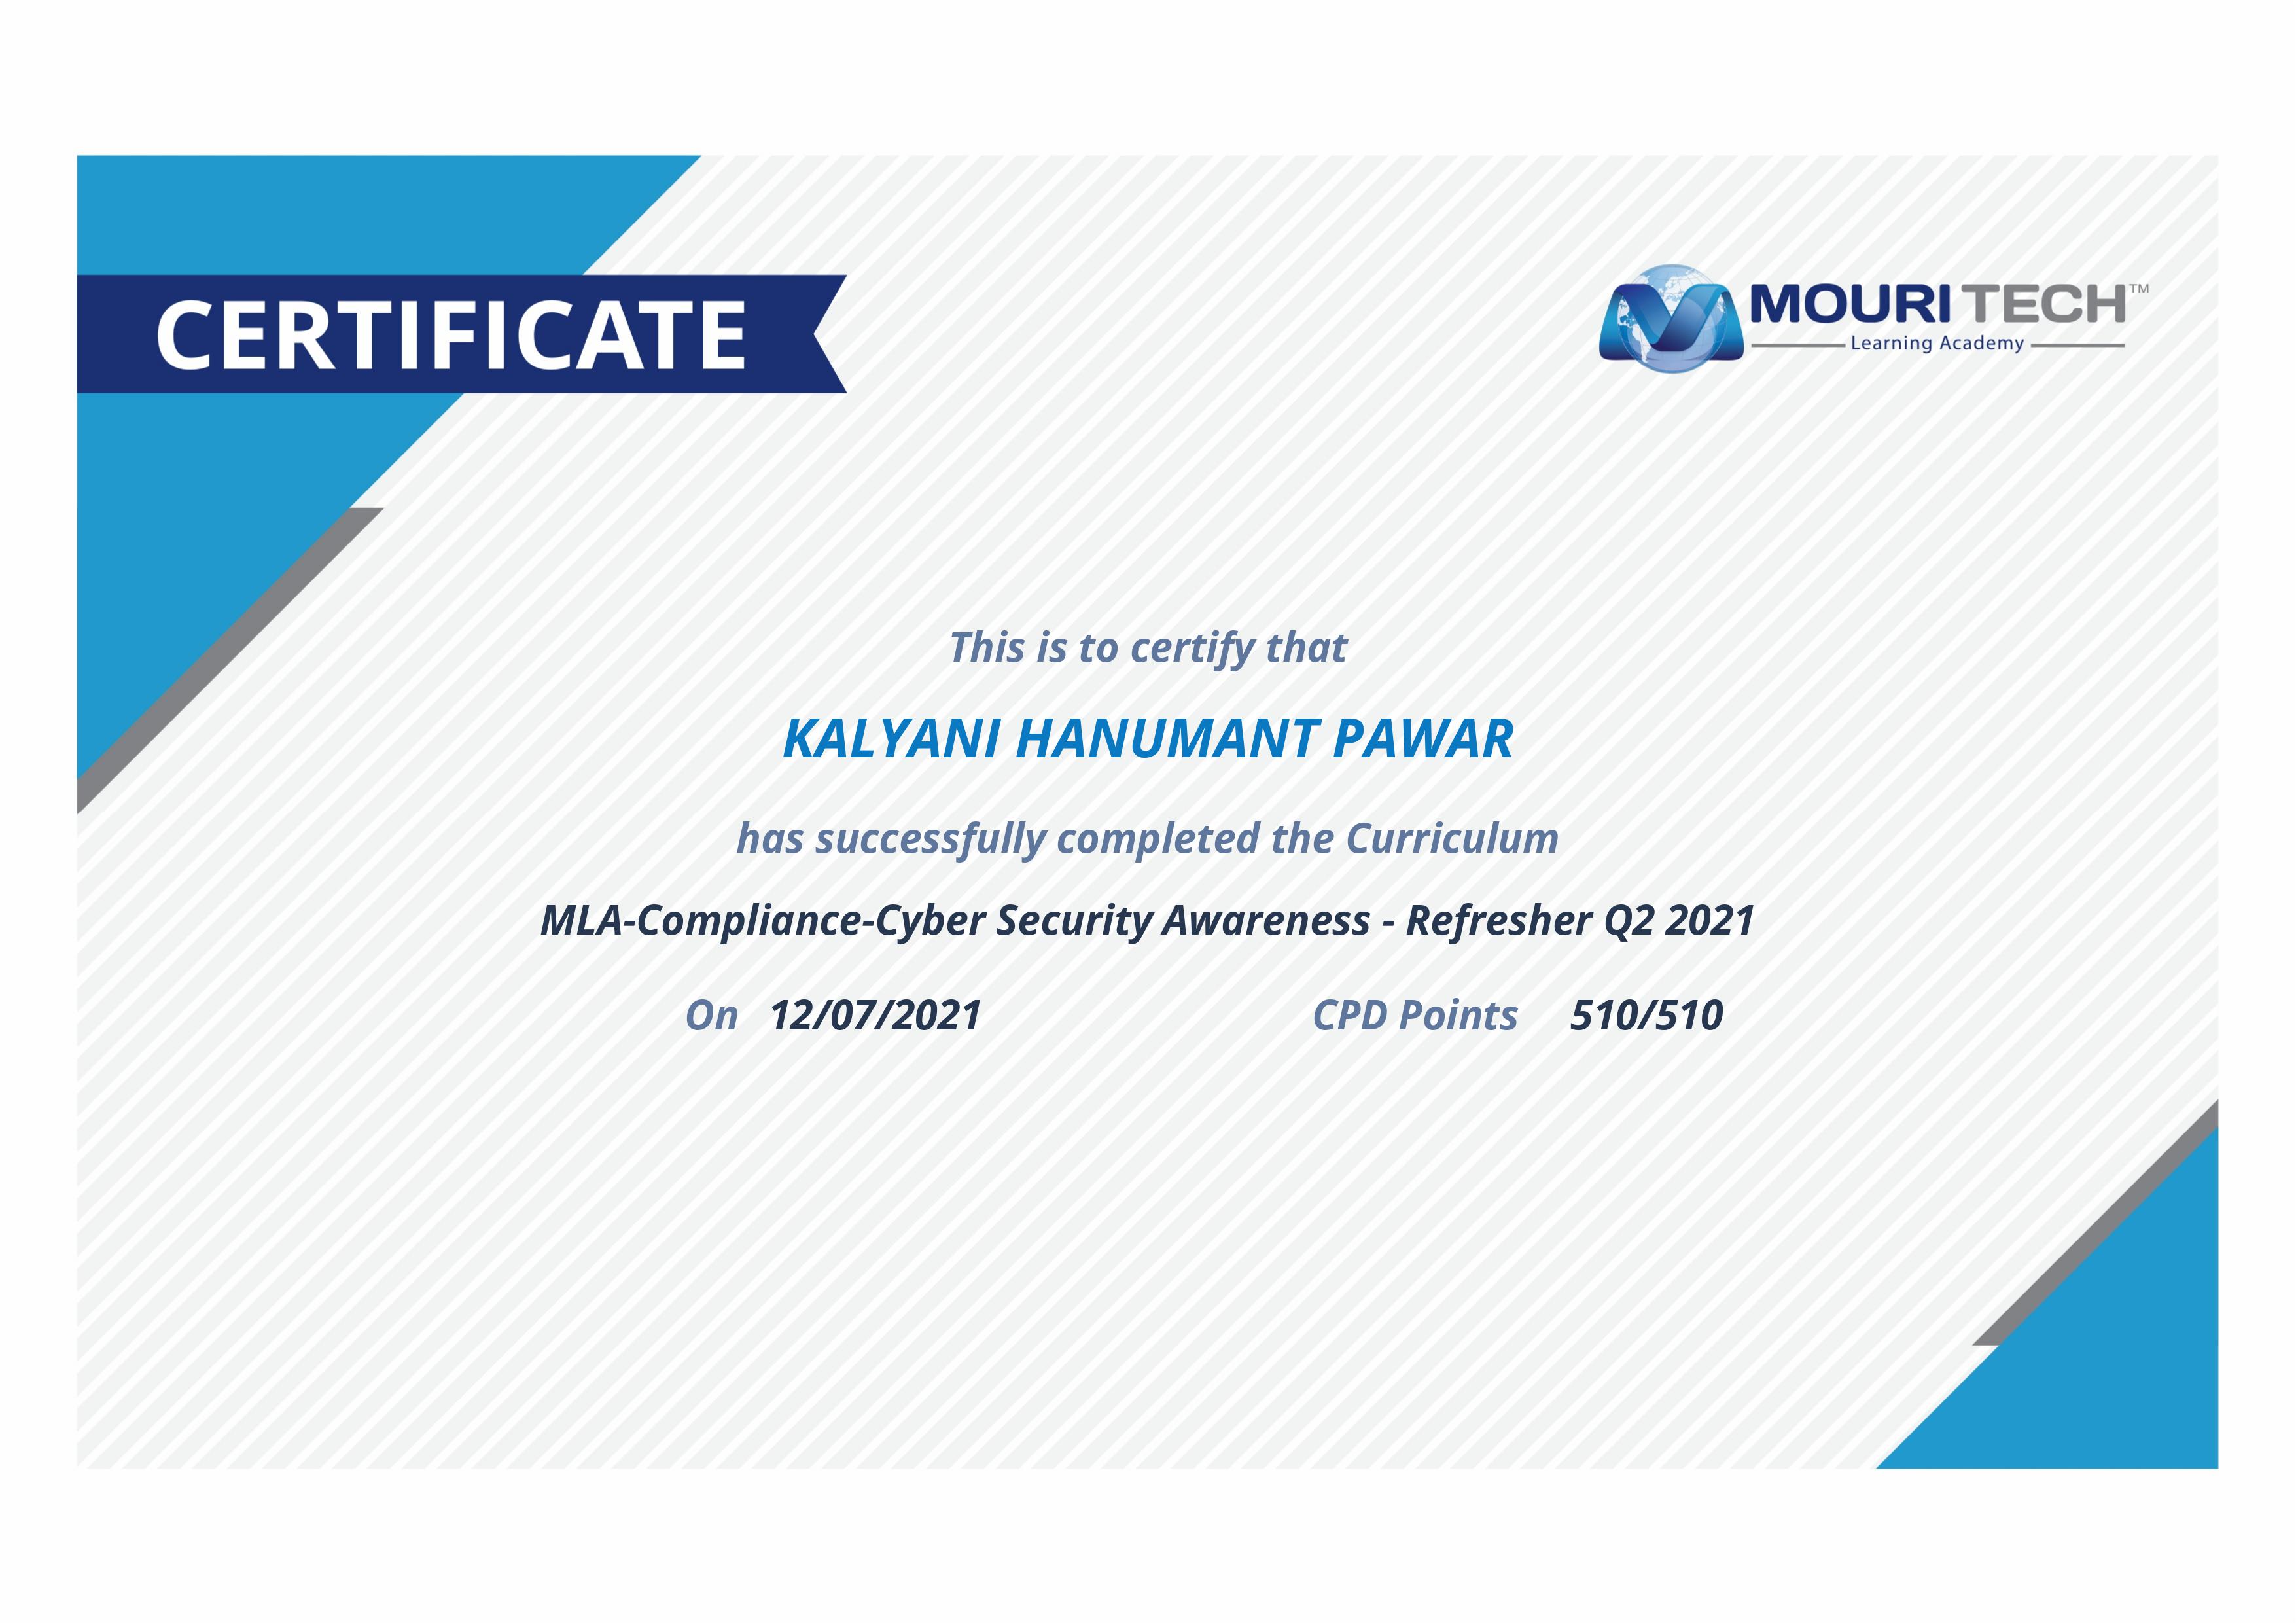 CERTIFICATE
MOURI TECH™
Learning Academy
This is to certify that
KALYANI HANUMANT PAWAR
has successfully completed the Curriculum
MLA-Compliance-Cyber Security Awareness - Refresher Q2 2021
On 12/07/2021 CPD Points 510/510